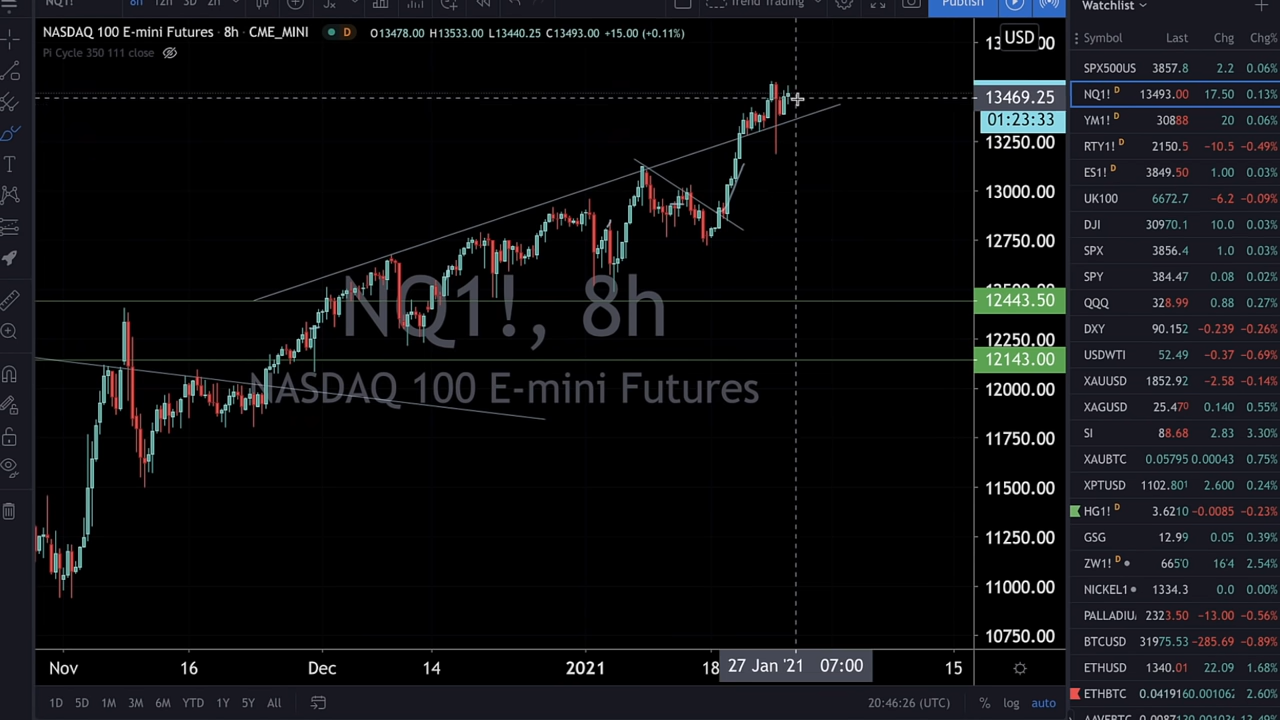 NQ1! 8h 12h 3D 2h Trend Trading Publish
Watchlist
NASDAQ 100 E-mini Futures · 8h · CME_MINI D O13478.00 H13533.00 L13440.25 C13493.00 +15.00 (+0.11%)
Pi Cycle 350 111 close
USD
13469.25
01:23:33
13250.00
13000.00
12750.00
12443.50
12250.00
12143.00
12000.00
11750.00
11500.00
11250.00
11000.00
10750.00
NQ1!, 8h
NASDAQ 100 E-mini Futures
Nov 16 Dec 14 2021 18 27 Jan '21 07:00 15
1D 5D 1M 3M 6M YTD 1Y 5Y All 20:46:26 (UTC) % log auto
Symbol Last Chg Chg%
SPX500US 3857.8 2.2 0.06%
NQ1! D 13493.00 17.50 0.13%
YM1! D 30888 20 0.06%
RTY1! D 2150.5 -10.5 -0.49%
ES1! D 3849.50 1.00 0.03%
UK100 6672.7 -6.2 -0.09%
DJI 30970.1 10.0 0.03%
SPX 3856.4 1.0 0.03%
SPY 384.47 0.08 0.02%
QQQ 328.99 0.88 0.27%
DXY 90.152 -0.239 -0.26%
USDWTI 52.49 -0.37 -0.69%
XAUUSD 1852.92 -2.58 -0.14%
XAGUSD 25.470 0.140 0.55%
SI 88.68 2.83 3.30%
XAUBTC 0.05795 0.00043 0.75%
XPTUSD 1102.801 2.600 0.24%
HG1! D 3.6210 -0.0085 -0.23%
GSG 12.99 0.05 0.39%
ZW1! D 665'0 16'4 2.54%
NICKEL1 1334.3 0.0 0.00%
PALLADIU 2323.50 -13.00 -0.56%
BTCUSD 31975.53 -285.69 -0.89%
ETHUSD 1340.01 22.09 1.68%
ETHBTC 0.041916 0.001062 2.60%